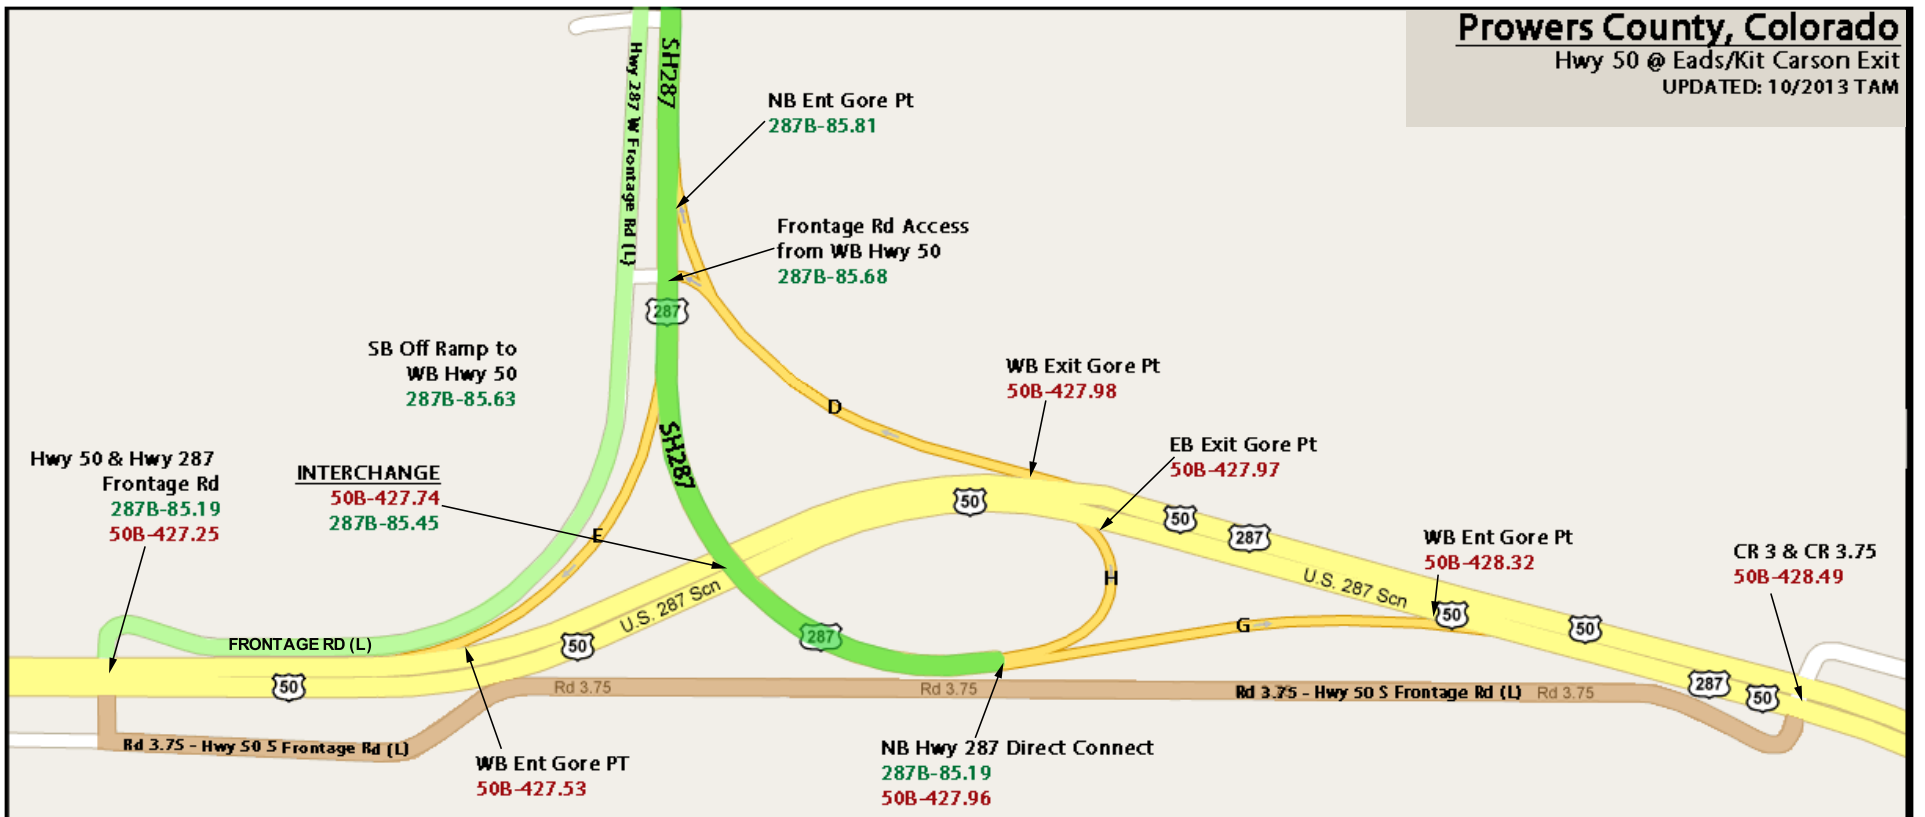 Prowers County, Colorado
Hwy 50 @ Eads/Kit Carson Exit
UPDATED: 10/2013 TAM
SH287
Hwy 287 W Frontage Rd (L)
NB Ent Gore Pt
287B-85.81
Frontage Rd Access
from WB Hwy 50
287B-85.68
287
SB Off Ramp to
WB Hwy 50
287B-85.63
WB Exit Gore Pt
50B-427.98
D
SH287
EB Exit Gore Pt
50B-427.97
Hwy 50 & Hwy 287
Frontage Rd
287B-85.19
50B-427.25
INTERCHANGE
50B-427.74
287B-85.45
50
50
287
E
WB Ent Gore Pt
50B-428.32
CR 3 & CR 3.75
50B-428.49
H
U.S. 287 Scn
U.S. 287 Scn
50
50
G
287
FRONTAGE RD (L)
50
50
287
50
Rd 3.75
Rd 3.75
Rd 3.75 - Hwy 50 S Frontage Rd (L)
Rd 3.75
Rd 3.75 - Hwy 50 S Frontage Rd (L)
WB Ent Gore PT
50B-427.53
NB Hwy 287 Direct Connect
287B-85.19
50B-427.96